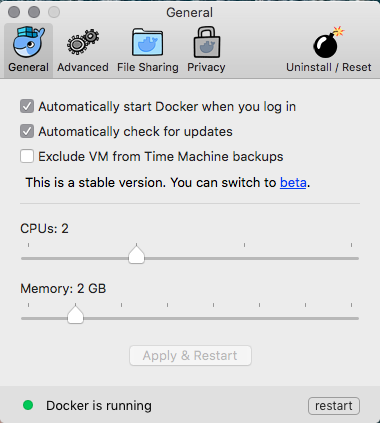 General
General Advanced File Sharing Privacy Uninstall / Reset
Automatically start Docker when you log in
Automatically check for updates
Exclude VM from Time Machine backups
This is a stable version. You can switch to beta.
CPUs: 2
Memory: 2 GB
Apply & Restart
Docker is running restart